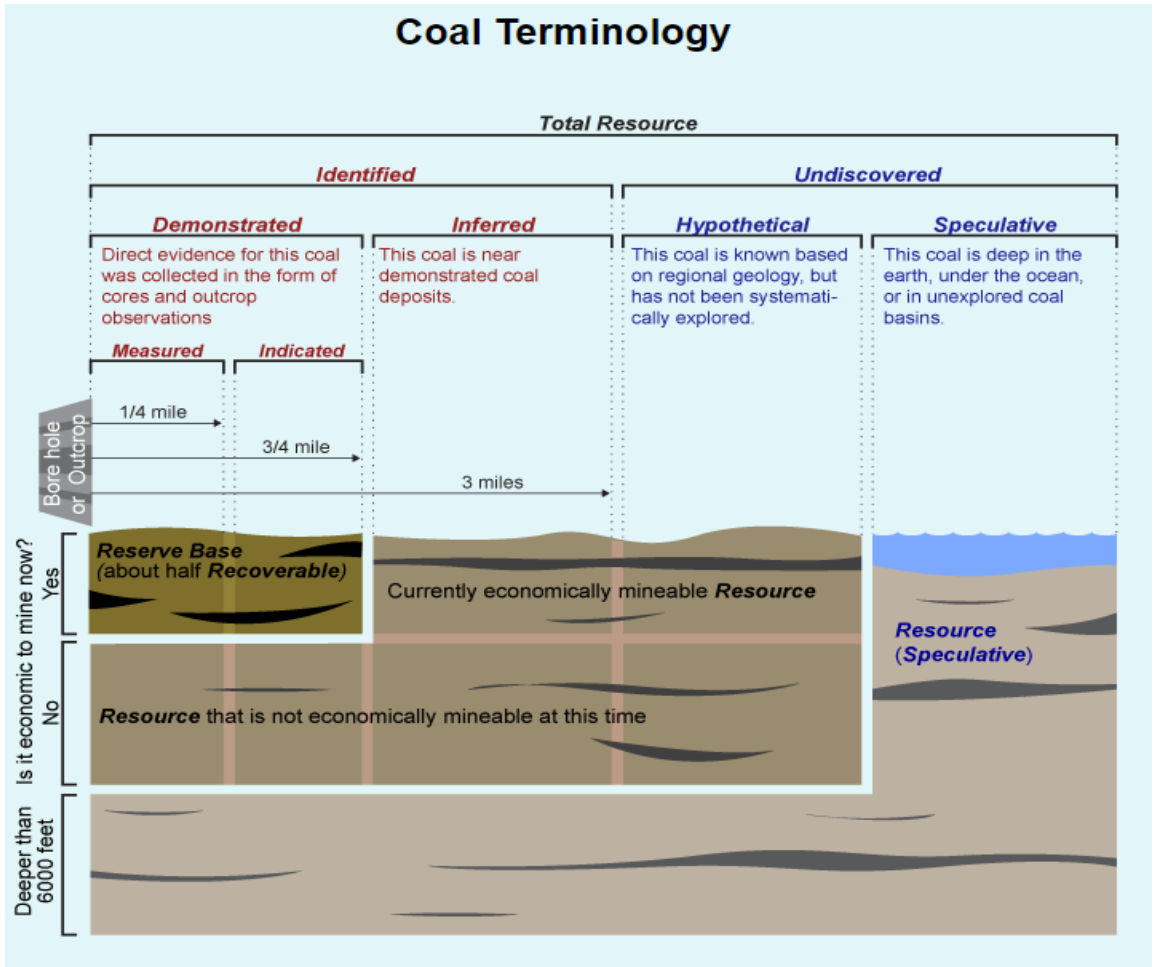 Coal Terminology
Total Resource
Identified
Undiscovered
Demonstrated
Inferred
Hypothetical
Speculative
Direct evidence for this coal
was collected in the form of
cores and outcrop
observations
This coal is near
demonstrated coal
deposits.
This coal is known based
on regional geology, but
has not been systemati-
cally explored.
This coal is deep in the
earth, under the ocean,
or in unexplored coal
basins.
Measured
Indicated
Bore hole
or Outcrop
1/4 mile
3/4 mile
3 miles
Is it economic to mine now?
Yes
No
Reserve Base
(about half Recoverable)
Currently economically mineable Resource
Resource
(Speculative)
Resource that is not economically mineable at this time
Deeper than
6000 feet